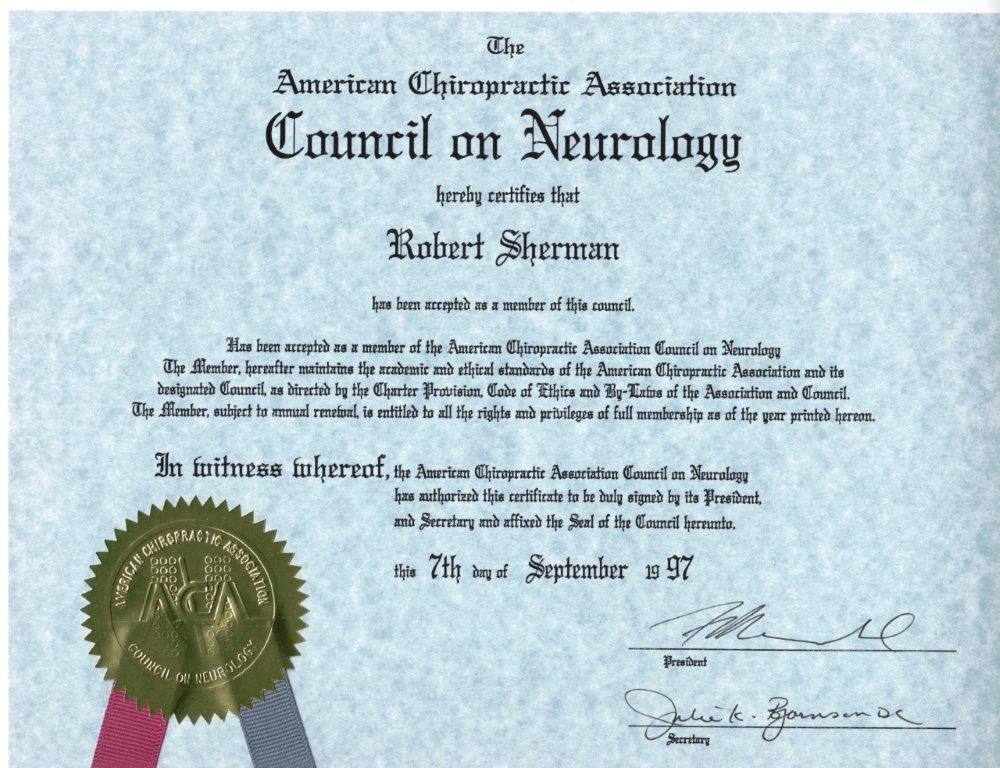 The
American Chiropractic Association
Council on Neurology
hereby certifies that
Robert Sherman
has been accepted as a member of this council.
Has been accepted as a member of the American Chiropractic Association Council on Neurology
The Member, hereafter maintains the academic and ethical standards of the American Chiropractic Association and its
designated Council, as directed by the Charter Provision, Code of Ethics and By-Laws of the Association and Council.
The Member, subject to annual renewal, is entitled to all the rights and privileges of full membership as of the year printed hereon.
In witness whereof, the American Chiropractic Association Council on Neurology
has authorized this certificate to be duly signed by its President,
and Secretary and affixed the Seal of the Council hereunto.
this 7th day of September 19 97
AMERICAN CHIROPRACTIC ASSOCIATION
ACA
COUNCIL ON NEUROLOGY
President
Julie K. Bjornson DC
Secretary